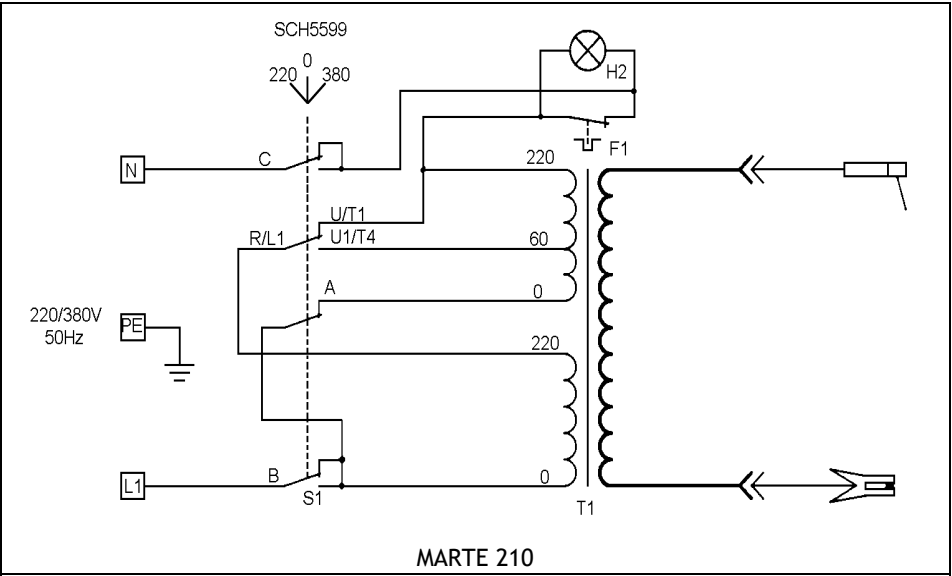 SCH5599
0
220 380
H2
F1
N
C
220
U/T1
R/L1
U1/T4
60
A
0
220/380V
50Hz
PE
220
L1
B
S1
0
T1
MARTE 210